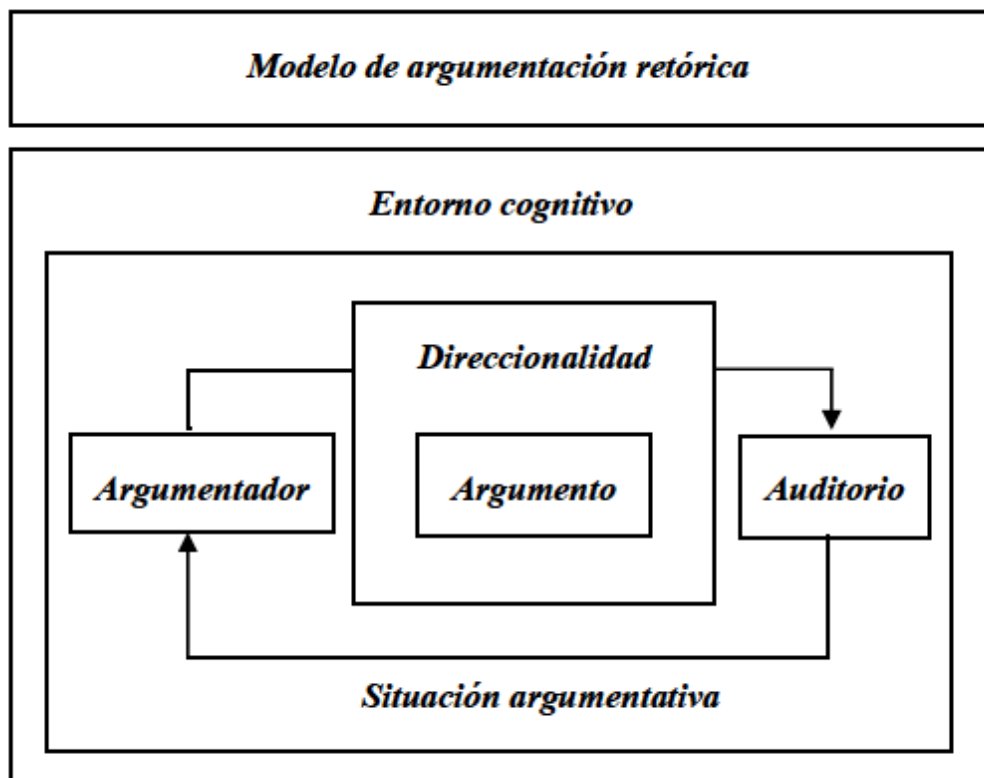 Modelo de argumentación retórica
Entorno cognitivo
Direccionalidad
Argumentador
Argumento
Auditorio
Situación argumentativa